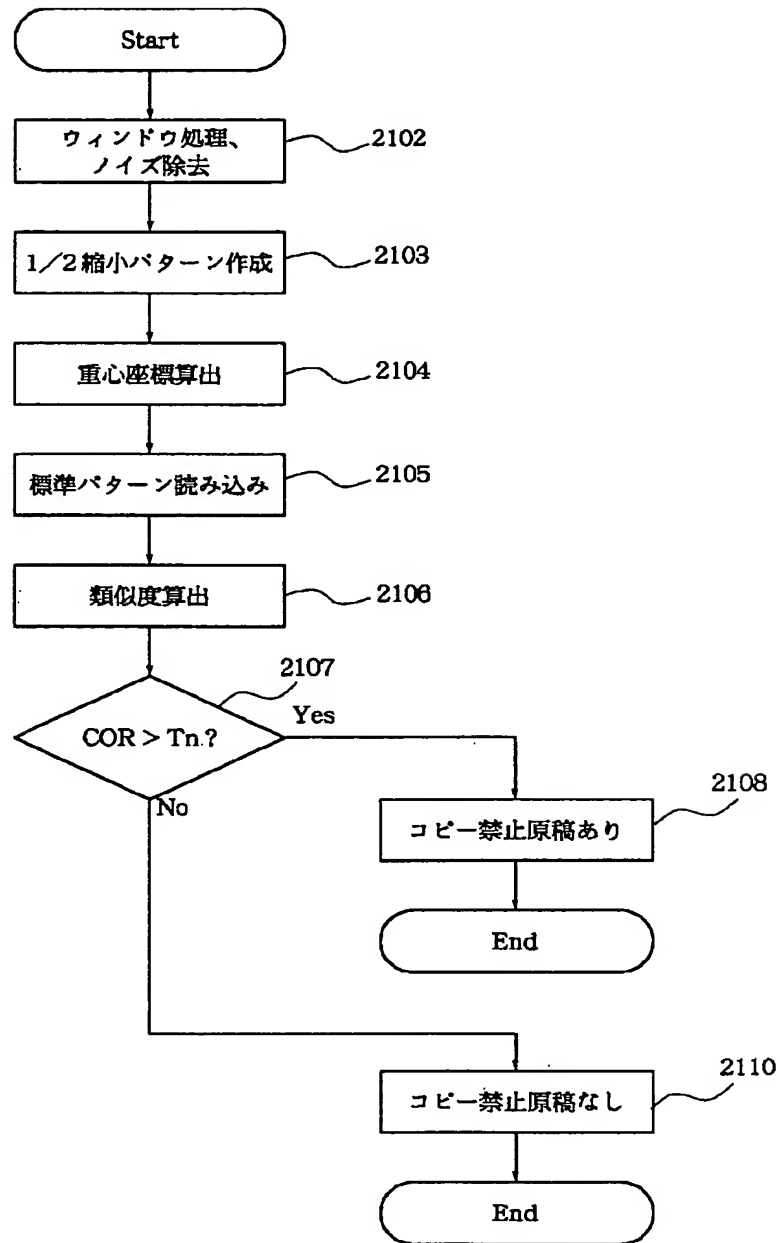 Start
ウィンドウ処理、
ノイズ除去
2102
1/2縮小パターン作成
2103
重心座標算出
2104
標準パターン読み込み
2105
類似度算出
2106
2107
COR > Tn ?
Yes
No
コピー禁止原稿あり
2108
End
コピー禁止原稿なし
2110
End